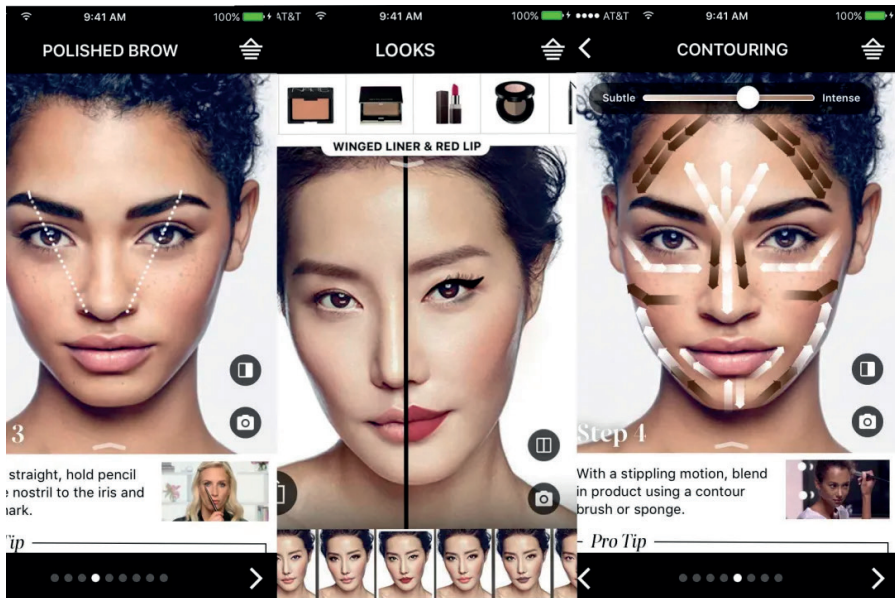 9:41 AM
100%
POLISHED BROW
3
straight, hold pencil
nostril to the iris and
Tip
AT&T
9:41 AM
100%
LOOKS
NARS
WINGED LINER & RED LIP
AT&T
9:41 AM
100%
CONTOURING
Subtle
Intense
Step 4
With a stippling motion, blend
in product using a contour
brush or sponge.
Pro Tip